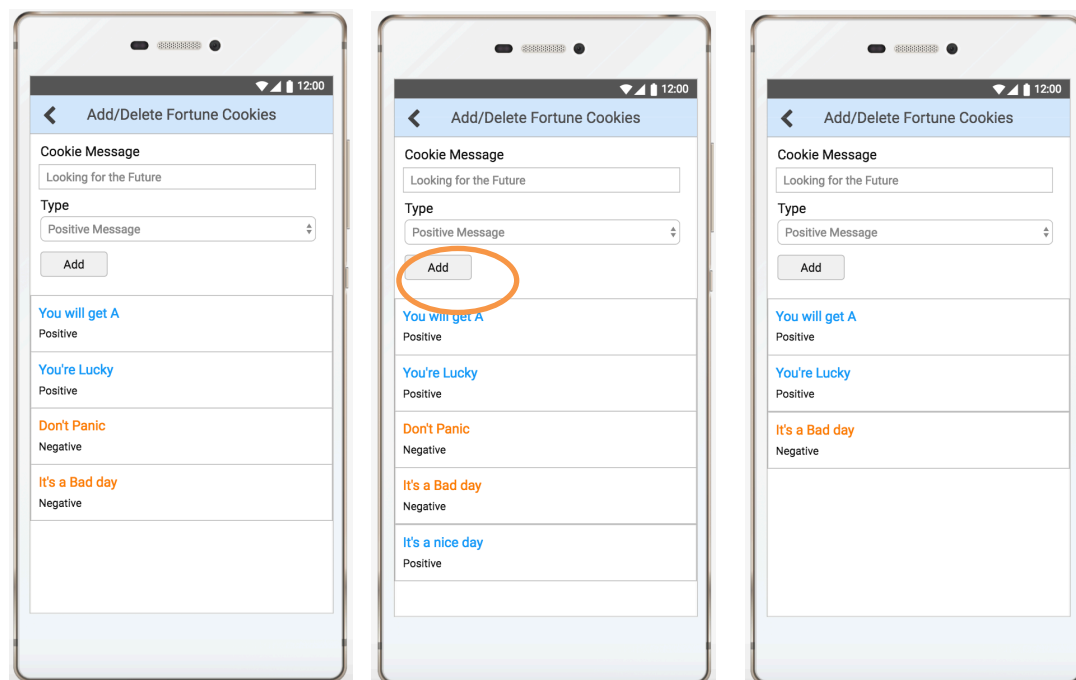 12:00
Add/Delete Fortune Cookies
Cookie Message
Looking for the Future
Type
Positive Message
Add
You will get A
Positive
You're Lucky
Positive
Don't Panic
Negative
It's a Bad day
Negative
12:00
Add/Delete Fortune Cookies
Cookie Message
Looking for the Future
Type
Positive Message
Add
You will get A
Positive
You're Lucky
Positive
Don't Panic
Negative
It's a Bad day
Negative
It's a nice day
Positive
12:00
Add/Delete Fortune Cookies
Cookie Message
Looking for the Future
Type
Positive Message
Add
You will get A
Positive
You're Lucky
Positive
It's a Bad day
Negative